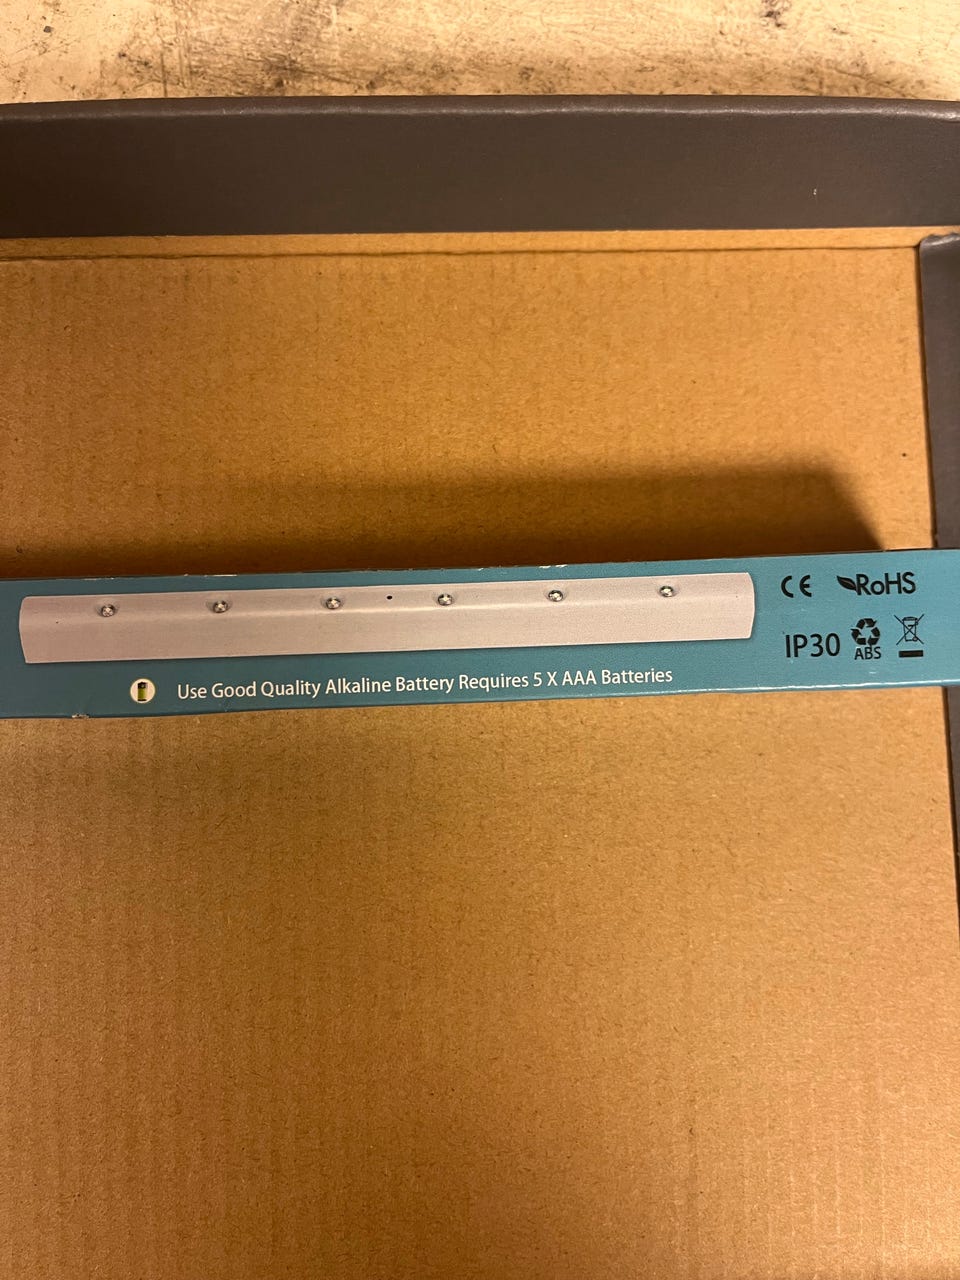 CE RoHS
IP30 ABS
Use Good Quality Alkaline Battery Requires 5 X AAA Batteries